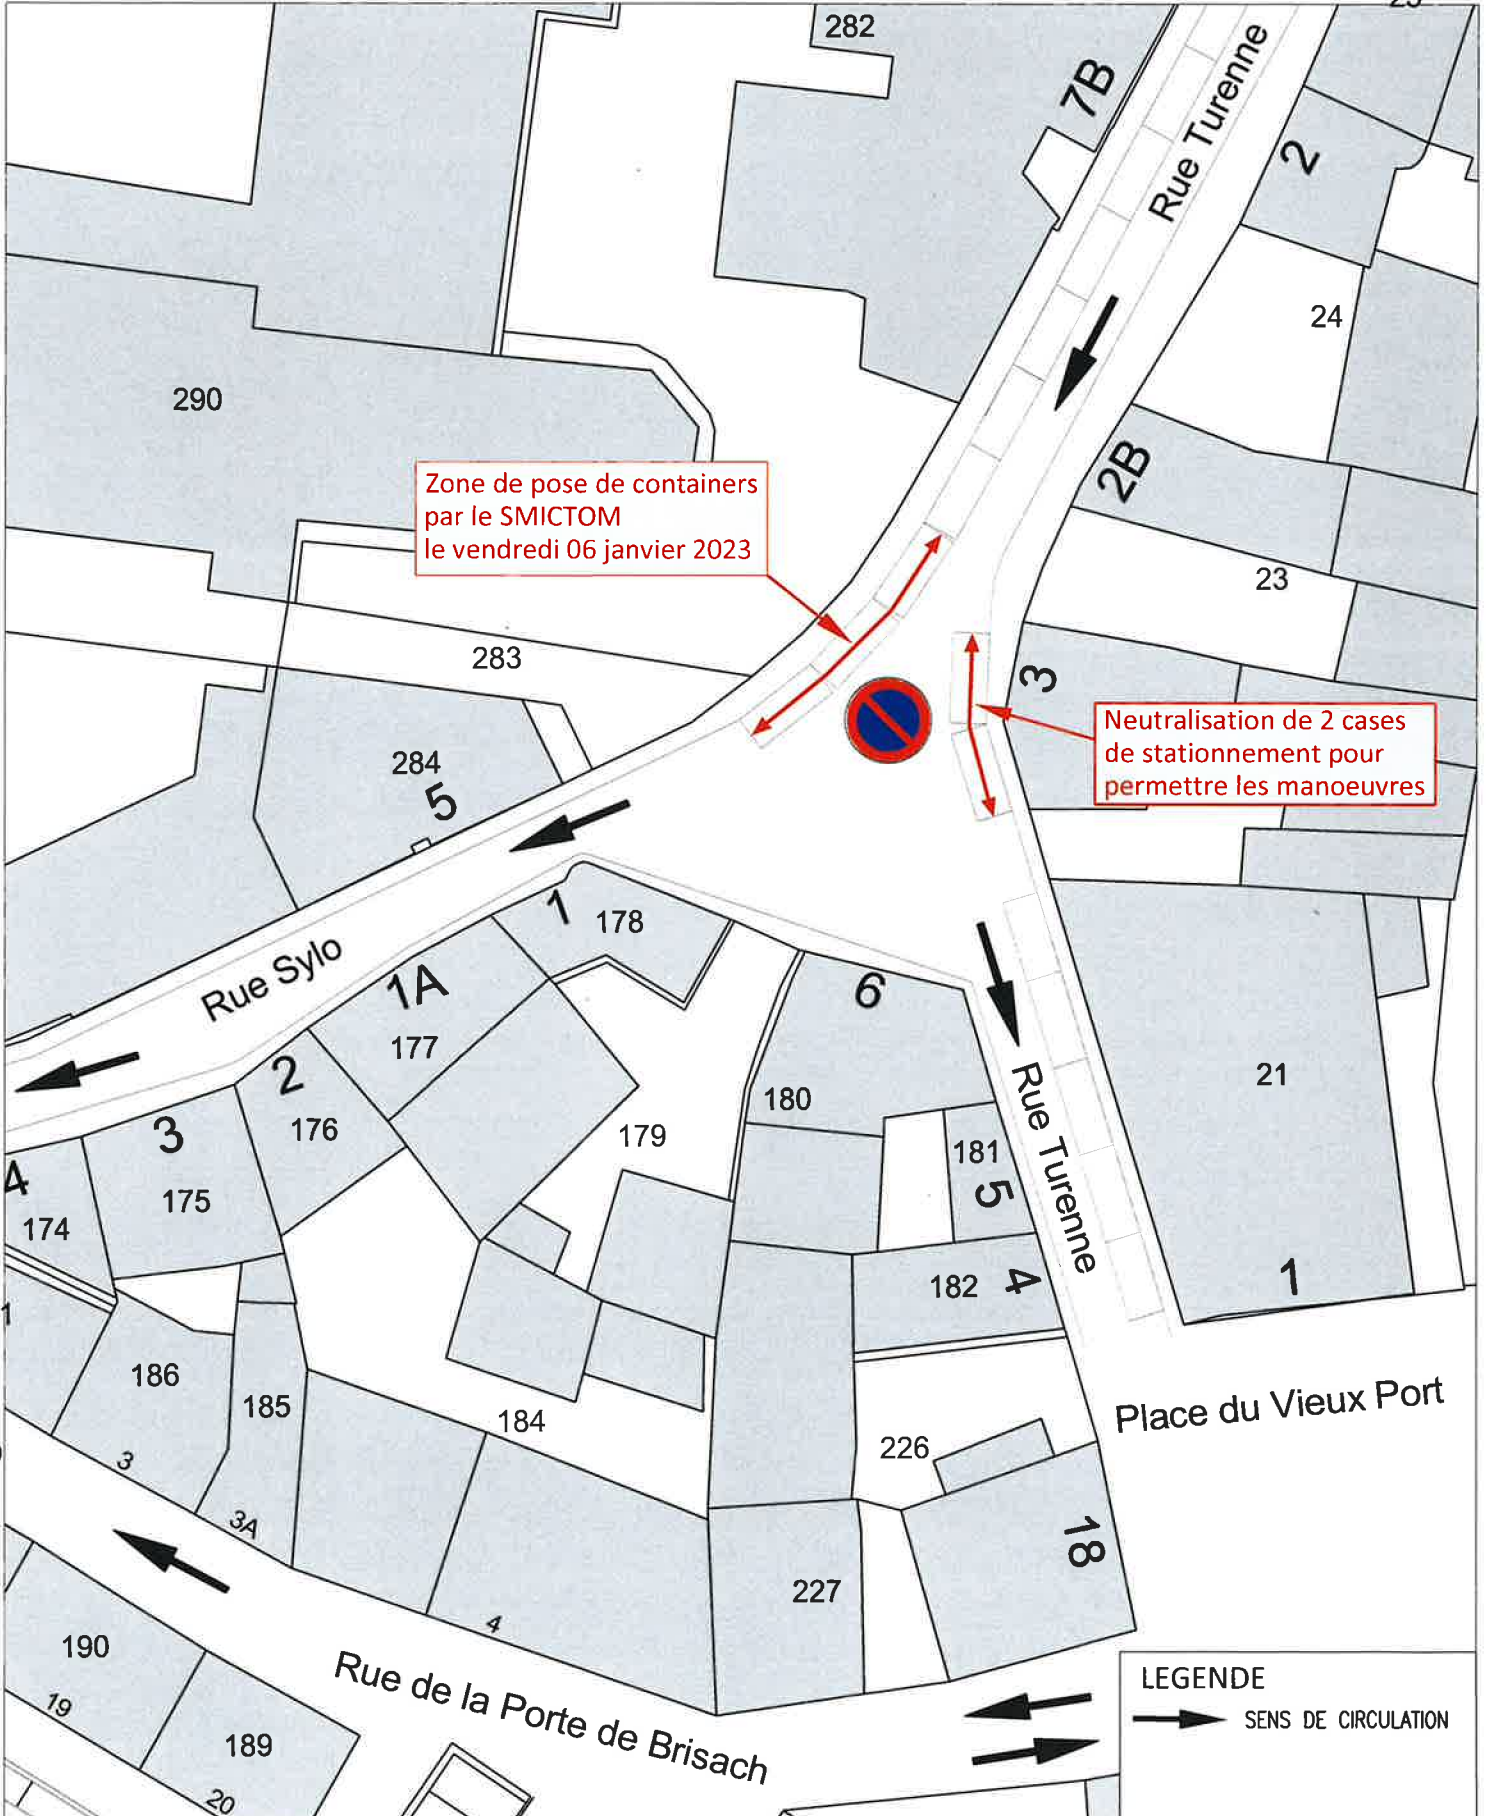 282
7B
Rue Turenne
2
24
290
2B
Zone de pose de containers
par le SMICTOM
le vendredi 06 janvier 2023
23
283
3
Neutralisation de 2 cases
de stationnement pour
permettre les manoeuvres
284
5
1
178
Rue Sylo
1A
177
6
2
176
180
21
Rue Turenne
3
175
179
181
5
4
174
182
4
1
1
186
185
184
Place du Vieux Port
226
3
3A
18
227
4
190
Rue de la Porte de Brisach
19
189
20
LEGENDE
SENS DE CIRCULATION